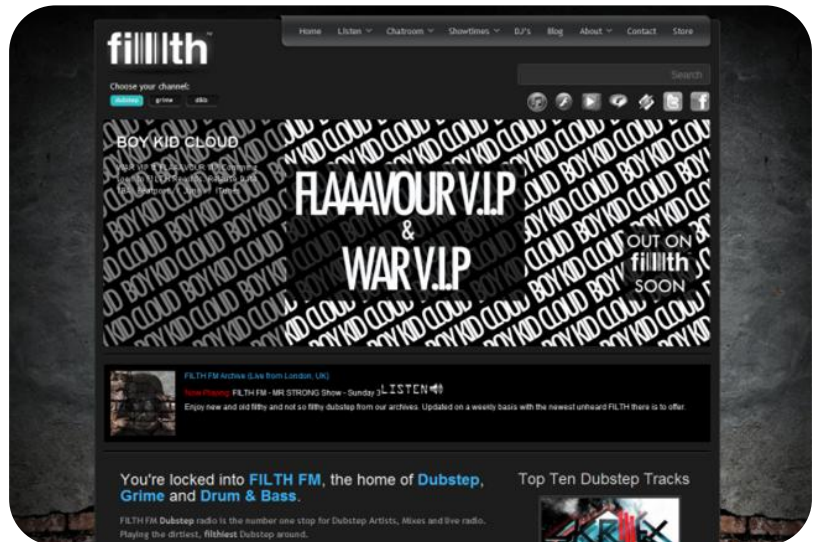 filllth™
Home Listen Chatroom Showtimes DJ's Blog About Contact Store
Search
Choose your channel:
dubstep grime d&b
BOY KID CLOUD
FLAAAVOUR V.I.P
&
WAR V.I.P
OUT ON
filllth
SOON
FILTH FM Archive (Live from London, UK)
Now Playing: FILTH FM - MR STRONG Show - Sunday 3 LISTEN
Enjoy new and old filthy and not so filthy dubstep from our archives. Updated on a weekly basis with the newest unheard FILTH there is to offer.
You're locked into FILTH FM, the home of Dubstep,
Grime and Drum & Bass.
FILTH FM Dubstep radio is the number one stop for Dubstep Artists, Mixes and live radio.
Playing the dirtiest, filthiest Dubstep around.
Top Ten Dubstep Tracks
SKRILLEX